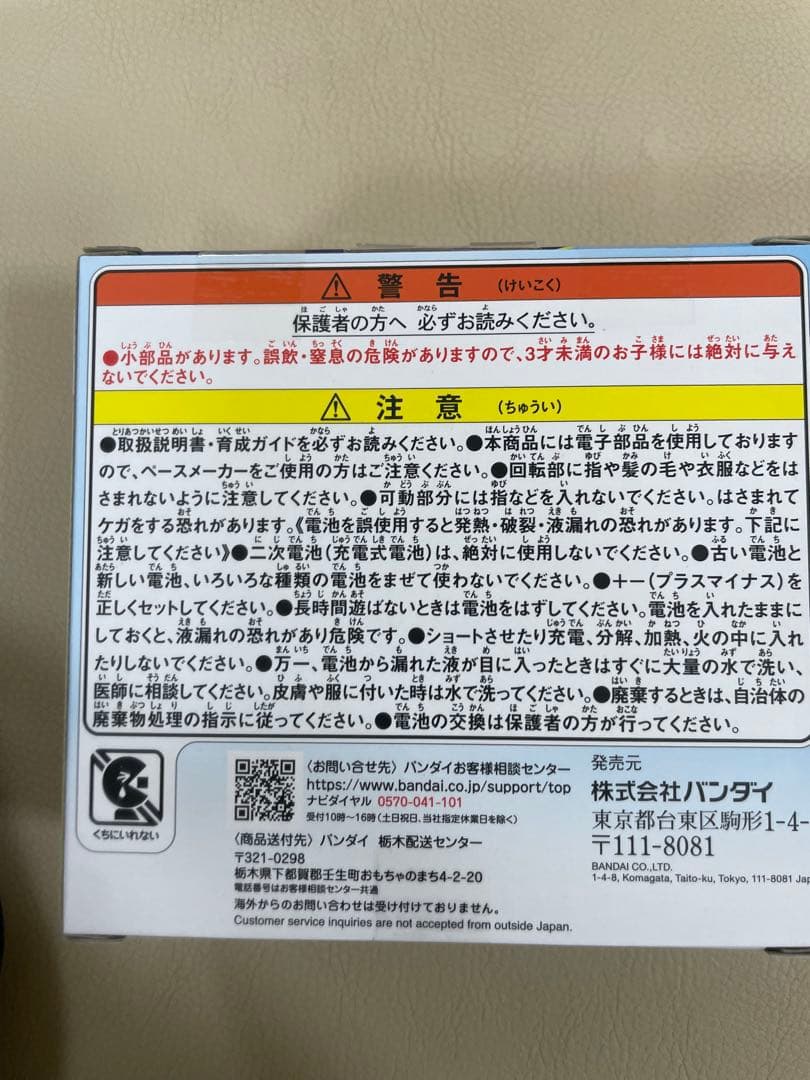 ⚠ 警告 (けいこく)
保護者の方へ 必ずお読みください。
●小部品があります。誤飲・窒息の危険がありますので、3才未満のお子様には絶対に与え
ないでください。
⚠ 注意 (ちゅうい)
●取扱説明書・育成ガイドを必ずお読みください。●本商品には電子部品を使用しております
ので、ペースメーカーをご使用の方はご注意ください。●回転部に指や髪の毛や衣服などをは
さまれないように注意してください。●可動部分には指などを入れないでください。はさまれて
ケガをする恐れがあります。《電池を誤使用すると発熱・破裂・液漏れの恐れがあります。下記に
注意してください》●二次電池(充電式電池)は、絶対に使用しないでください。●古い電池と
新しい電池、いろいろな種類の電池をまぜて使わないでください。●+-(プラスマイナス)を
正しくセットしてください。●長時間遊ばないときは電池をはずしてください。電池を入れたままに
しておくと、液漏れの恐れがあり危険です。●ショートさせたり充電、分解、加熱、火の中に入れ
たりしないでください。●万一、電池から漏れた液が目に入ったときはすぐに大量の水で洗い、
医師に相談してください。皮膚や服に付いた時は水で洗ってください。●廃棄するときは、自治体の
廃棄物処理の指示に従ってください。●電池の交換は保護者の方が行ってください。
くちにいれない
〈お問い合せ先〉バンダイお客様相談センター
https://www.bandai.co.jp/support/top
ナビダイヤル 0570-041-101
受付10時~16時(土日祝日、当社指定休業日を除く)
〈商品送付先〉バンダイ 栃木配送センター
〒321-0298
栃木県下都賀郡壬生町おもちゃのまち4-2-20
電話番号はお客様相談センター共通
海外からのお問い合わせは受け付けておりません。
Customer service inquiries are not accepted from outside Japan.
発売元
株式会社バンダイ
東京都台東区駒形1-4-
〒111-8081
BANDAI CO.,LTD.
1-4-8, Komagata, Taito-ku, Tokyo, 111-8081 Jap